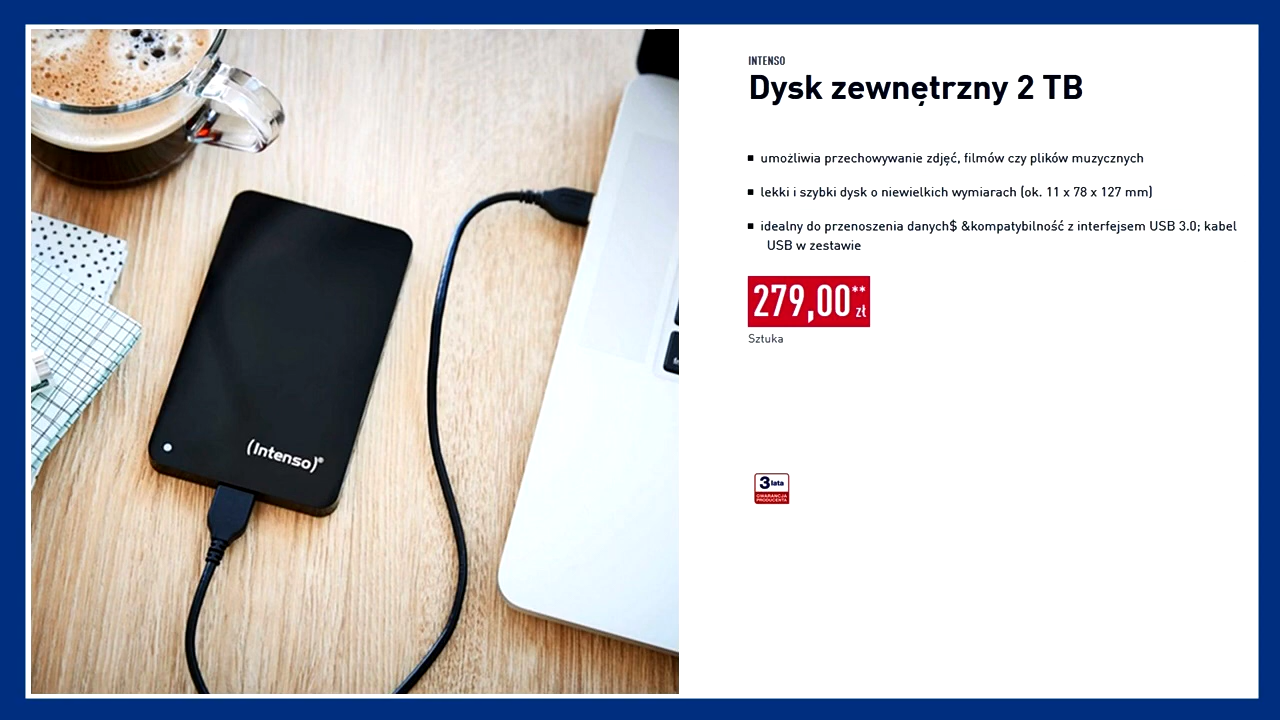 INTENSO
Dysk zewnętrzny 2 TB
▪ umożliwia przechowywanie zdjęć, filmów czy plików muzycznych
▪ lekki i szybki dysk o niewielkich wymiarach (ok. 11 x 78 x 127 mm)
▪ idealny do przenoszenia danych$ &kompatybilność z interfejsem USB 3.0; kabel
USB w zestawie
279,00** zł
Sztuka
3 lata
GWARANCJA
PRODUCENTA
(Intenso)®